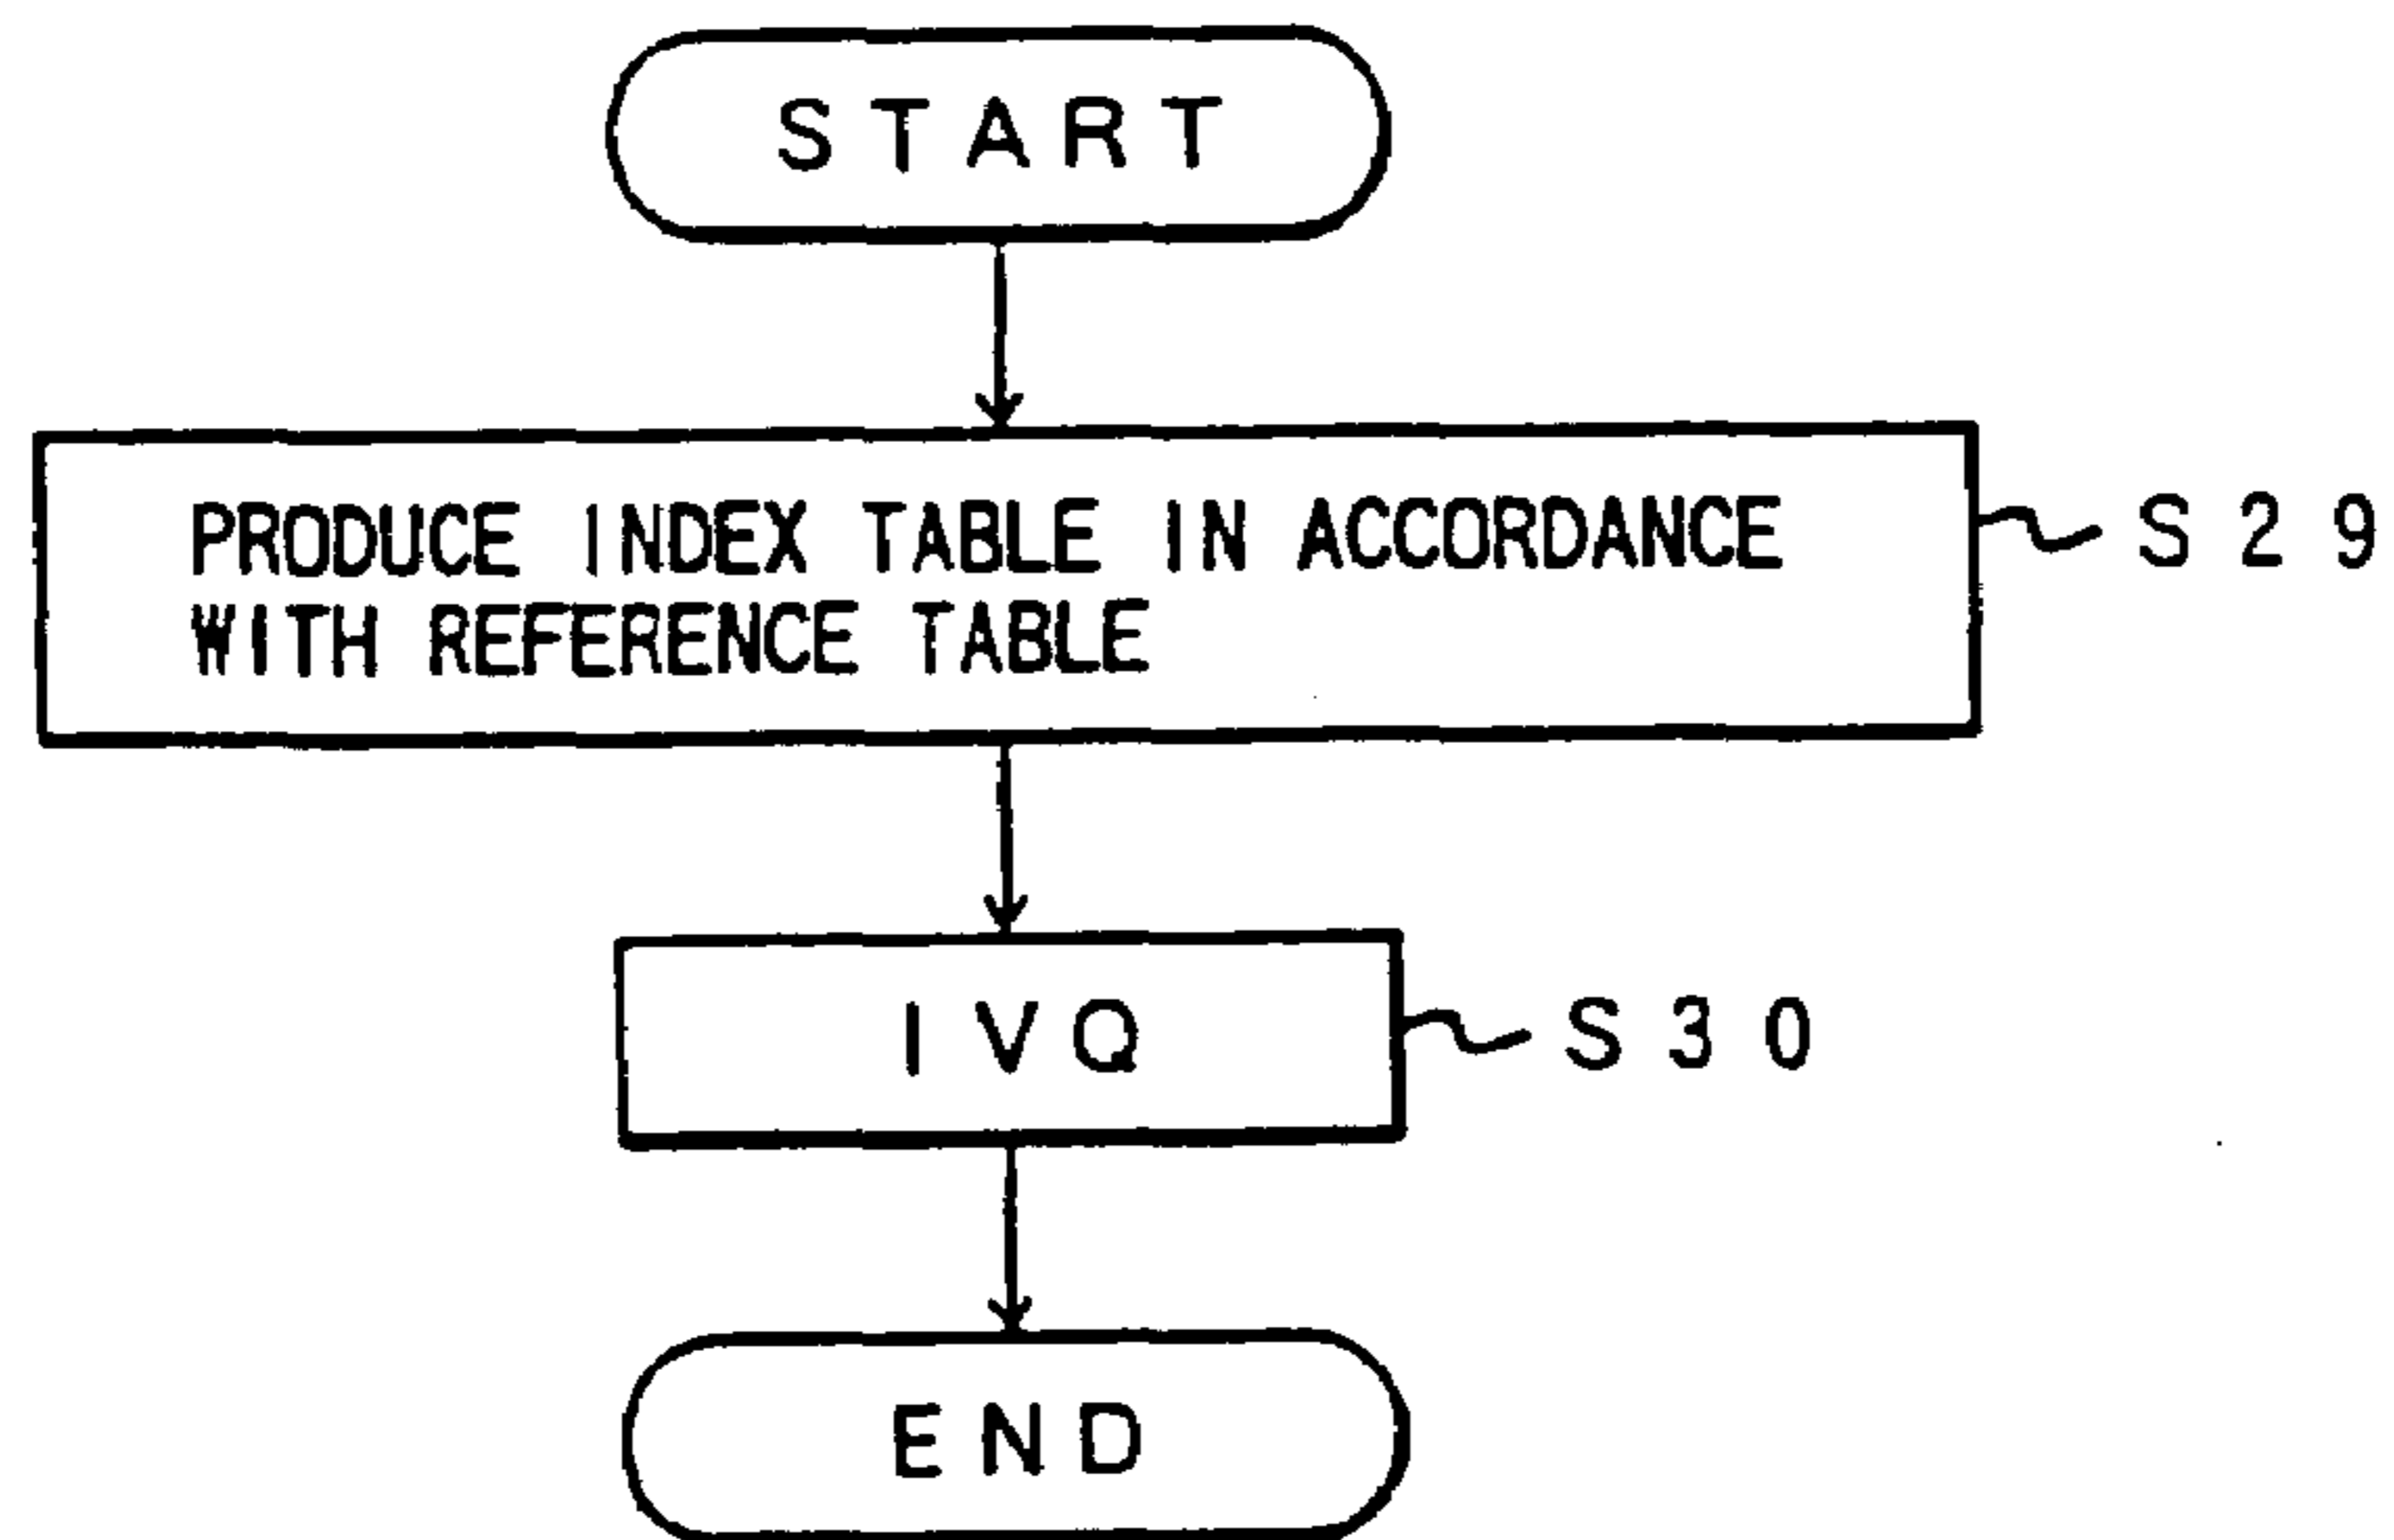 START
PRODUCE INDEX TABLE IN ACCORDANCE
WITH REFERENCE TABLE
S29
IVQ
S30
END